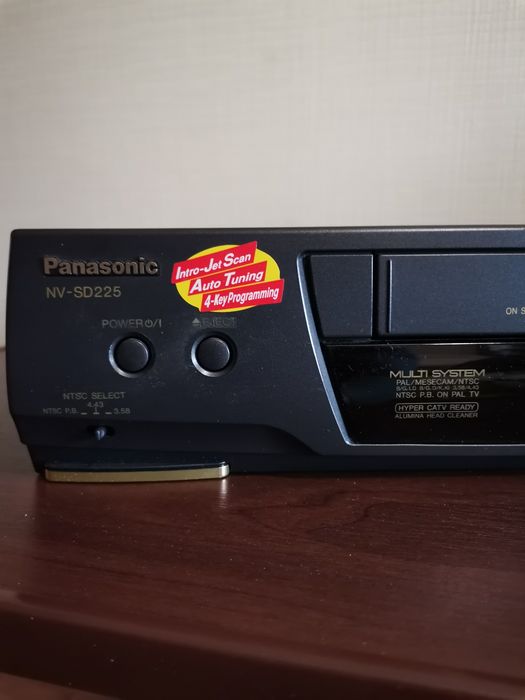 Panasonic
NV-SD225
Intro-Jet Scan
Auto Tuning
4-Key Programming
POWER ⏻/I
⏏EJECT
NTSC SELECT
4.43
NTSC P.B. 3.58
ON S
MULTI SYSTEM
PAL/MESECAM/NTSC
NTSC P.B. ON PAL TV
HYPER CATV READY
ALUMINA HEAD CLEANER